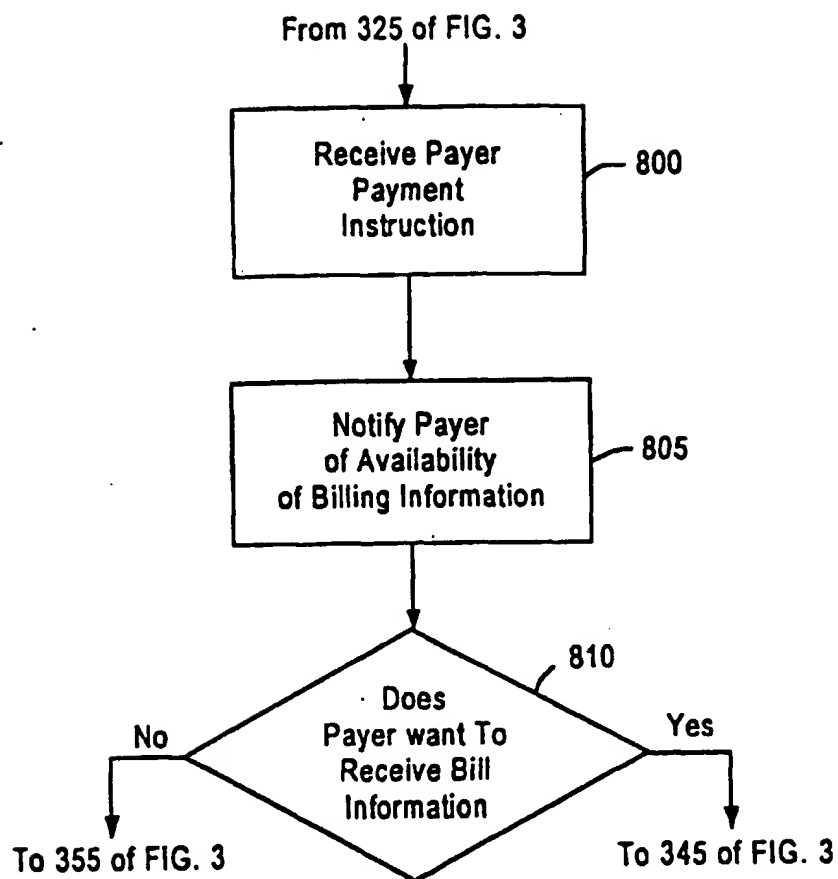 From 325 of FIG. 3
Receive Payer
Payment
Instruction
800
Notify Payer
of Availability
of Billing Information
805
810
Does
Payer want To
Receive Bill
Information
No
Yes
To 355 of FIG. 3
To 345 of FIG. 3